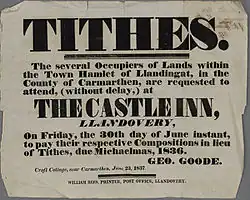 TITHES.
The several Occupiers of Lands within
the Town Hamlet of Llandingat, in the
County of Carmarthen, are requested to
attend, (without delay,) at
THE CASTLE INN,
LLANDOVERY,
On Friday, the 30th day of June instant,
to pay their respective Compositions in lieu
of Tithes, due Michaelmas, 1836.
GEO. GOODE.
Croft Cottage, near Carmarthen, June 23, 1837.
WILLIAM REES, PRINTER, POST OFFICE, LLANDOVERY.